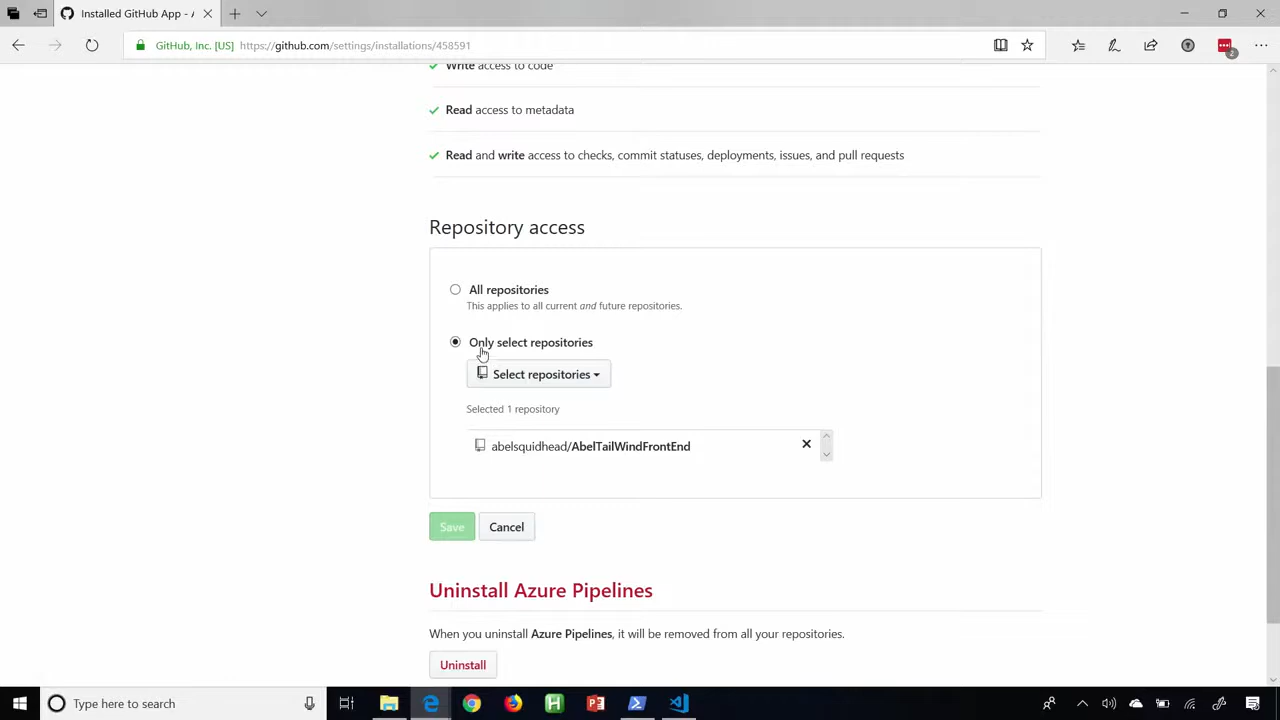 Installed GitHub App -
GitHub, Inc. [US] https://github.com/settings/installations/458591
2
Write access to code
Read access to metadata
Read and write access to checks, commit statuses, deployments, issues, and pull requests
Repository access
All repositories
This applies to all current and future repositories.
Only select repositories
Select repositories
Selected 1 repository
abelsquidhead/AbelTailWindFrontEnd
Save Cancel
Uninstall Azure Pipelines
When you uninstall Azure Pipelines, it will be removed from all your repositories.
Uninstall
Type here to search